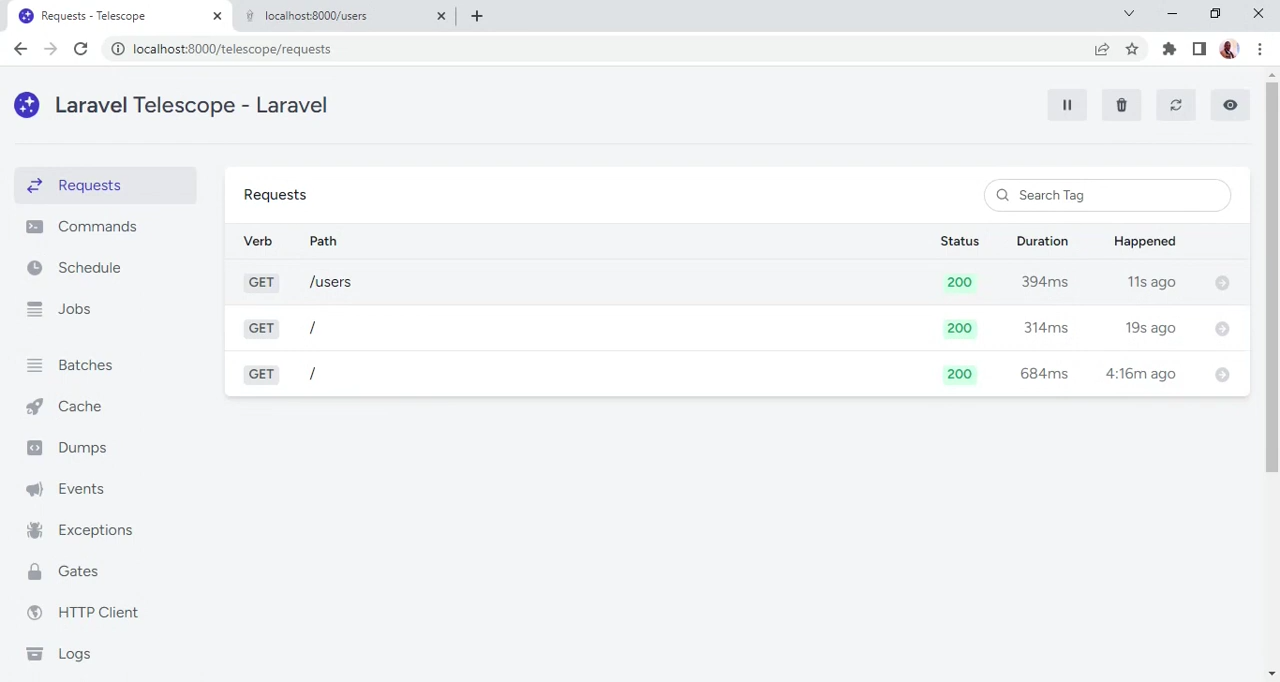 Requests - Telescope
localhost:8000/users
localhost:8000/telescope/requests
Laravel Telescope - Laravel
Requests
Commands
Schedule
Jobs
Batches
Cache
Dumps
Events
Exceptions
Gates
HTTP Client
Logs
Requests
Search Tag
Verb Path Status Duration Happened
GET /users 200 394ms 11s ago
GET / 200 314ms 19s ago
GET / 200 684ms 4:16m ago